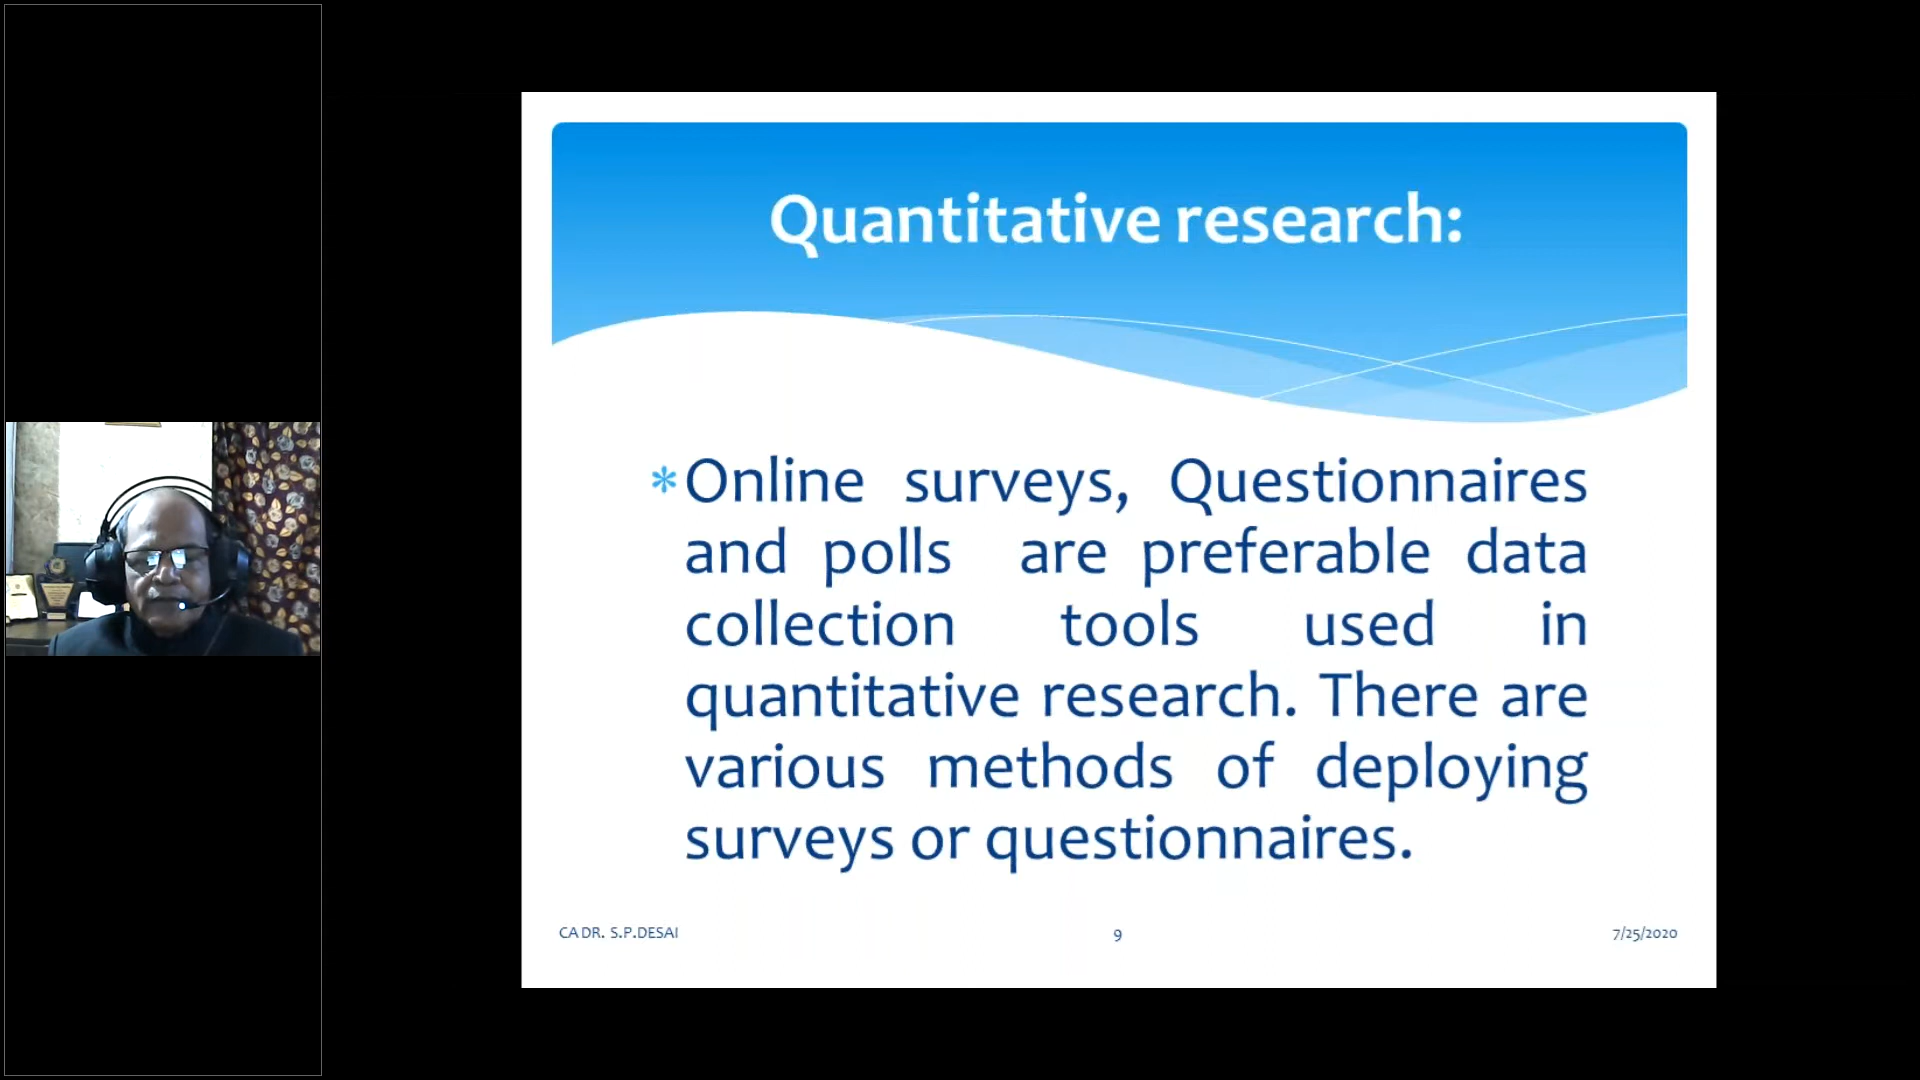 Quantitative research:
*Online surveys, Questionnaires
and polls are preferable data
collection tools used in
quantitative research. There are
various methods of deploying
surveys or questionnaires.
CA DR. S.P.DESAI
9
7/25/2020